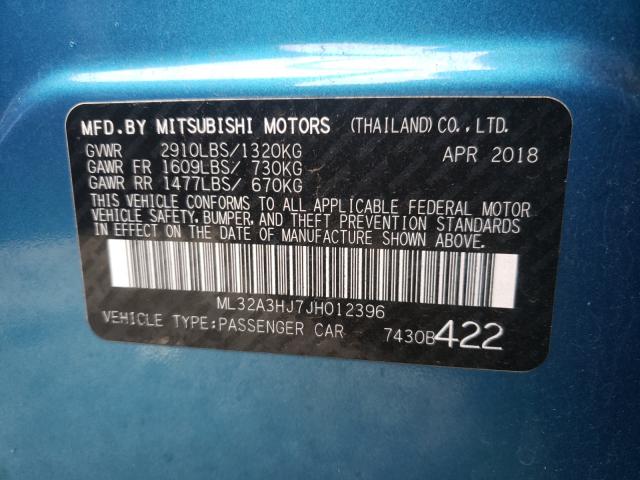 MFD.BY MITSUBISHI MOTORS (THAILAND)CO.,LTD.
GVWR 2910LBS/1320KG APR 2018
GAWR FR 1609LBS/ 730KG
GAWR RR 1477LBS/ 670KG
THIS VEHICLE CONFORMS TO ALL APPLICABLE FEDERAL MOTOR
VEHICLE SAFETY, BUMPER, AND THEFT PREVENTION STANDARDS
IN EFFECT ON THE DATE OF MANUFACTURE SHOWN ABOVE.
ML32A3HJ7JH012396
VEHICLE TYPE:PASSENGER CAR 7430B422